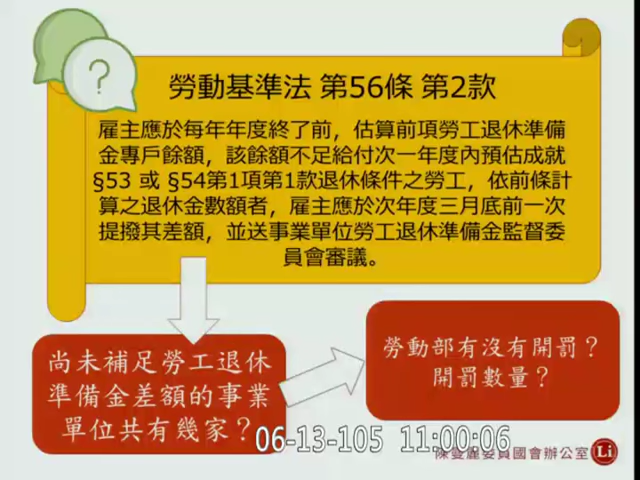 ?
勞動基準法 第56條 第2款
雇主應於每年年度終了前，估算前項勞工退休準備
金專戶餘額，該餘額不足給付次一年度內預估成就
§53 或 §54第1項第1款退休條件之勞工，依前條計
算之退休金數額者，雇主應於次年度三月底前一次
提撥其差額，並送事業單位勞工退休準備金監督委
員會審議。
尚未補足勞工退休
準備金差額的事業
單位共有幾家？
勞動部有沒有開罰？
開罰數量？
06-13-105 11:00:06
陳曼麗委員國會辦公室 Li